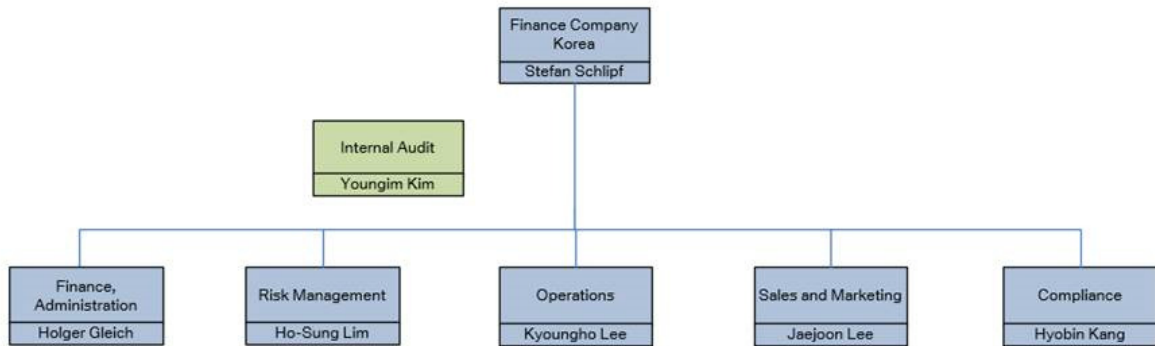 Finance Company
Korea
Stefan Schlipf
Internal Audit
Youngim Kim
Finance,
Administration
Holger Gleich
Risk Management
Ho-Sung Lim
Operations
Kyoungho Lee
Sales and Marketing
Jaejoon Lee
Compliance
Hyobin Kang